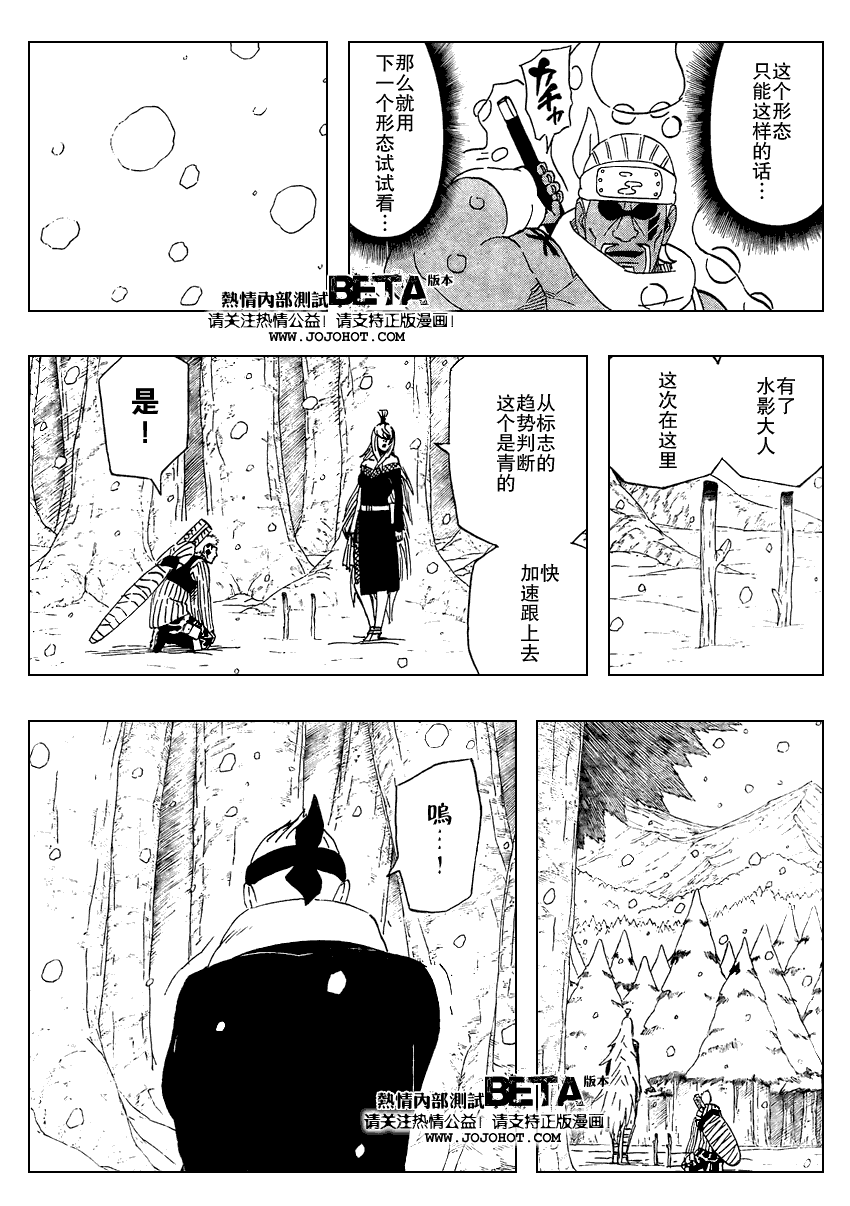 这个形态
只能这样的话…
ガチャ
那么就用
下一个形态试试看…
熱情內部測試BETA版本
请关注热情公益！请支持正版漫画！
WWW.JOJOHOT.COM
有了
水影大人
这次在这里
从标志的
趋势判断
这个是青的
快
加速跟上去
是！
嗚…！
熱情內部測試BETA版本
请关注热情公益！请支持正版漫画！
WWW.JOJOHOT.COM